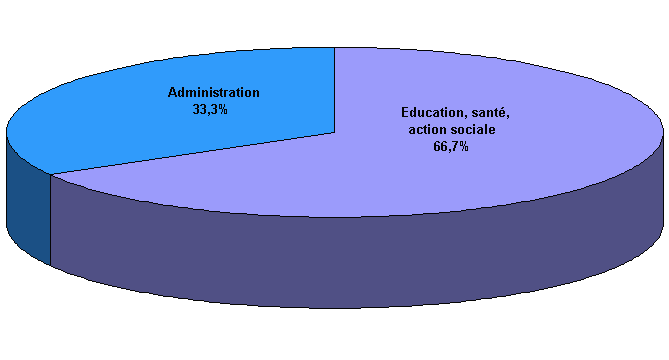 Administration
33,3%
Education, santé,
action sociale
66,7%